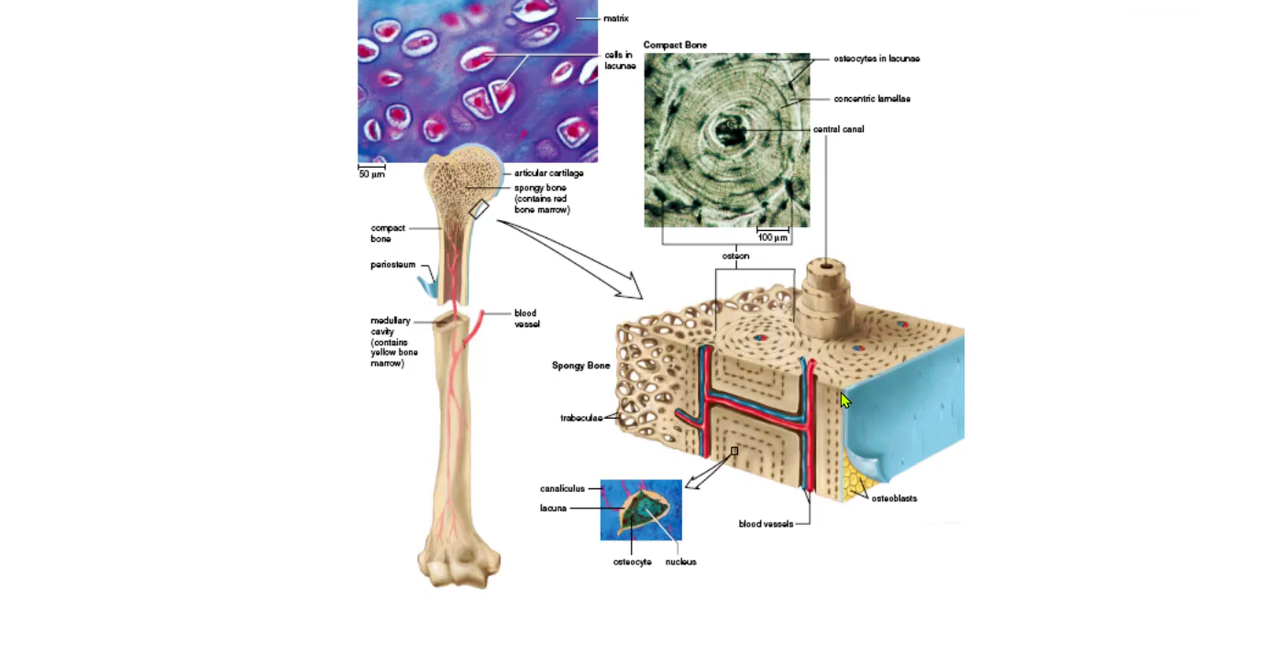 matrix
cells in
lacunae
50 µm
Compact Bone
osteocytes in lacunae
concentric lamellae
central canal
100 µm
osteon
articular cartilage
spongy bone
(contains red
bone marrow)
compact
bone
periosteum
medullary
cavity
(contains
yellow bone
marrow)
blood
vessel
Spongy Bone
trabeculae
canaliculus
lacuna
osteocyte
nucleus
blood vessels
osteoblasts